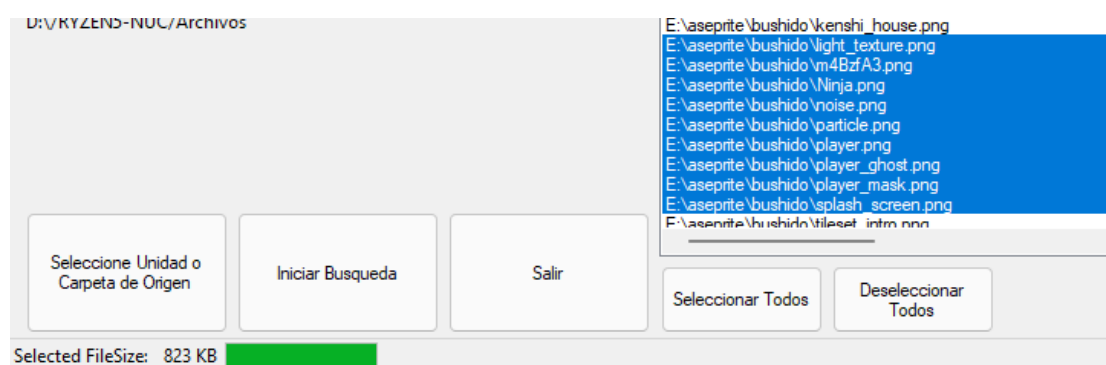 D:\/RYZEN5-NUC/Archivos
E:\aseprite\bushido\kenshi_house.png
E:\aseprite\bushido\light_texture.png
E:\aseprite\bushido\m4BzfA3.png
E:\aseprite\bushido\Ninja.png
E:\aseprite\bushido\noise.png
E:\aseprite\bushido\particle.png
E:\aseprite\bushido\player.png
E:\aseprite\bushido\player_ghost.png
E:\aseprite\bushido\player_mask.png
E:\aseprite\bushido\splash_screen.png
E:\aseprite\bushido\tileset_intro.png
Seleccione Unidad o
Carpeta de Origen
Iniciar Busqueda
Salir
Seleccionar Todos
Deseleccionar
Todos
Selected FileSize: 823 KB